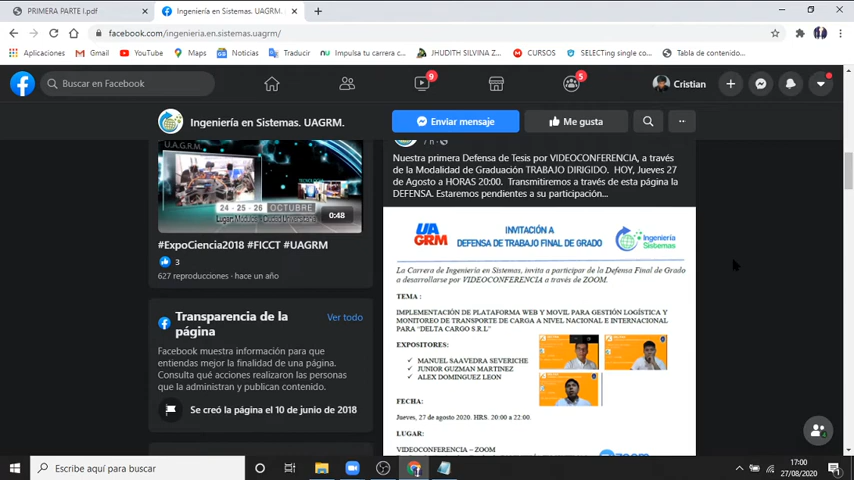 PRIMERA PARTE I.pdf
Ingeniería en Sistemas. UAGRM.
facebook.com/ingenieria.en.sistemas.uagrm/
Aplicaciones
Gmail
YouTube
Maps
Noticias
Traducir
Impulsa tu carrera c...
JHUDITH SILVINA Z...
CURSOS
SELECTing single co...
Tabla de contenido...
Buscar en Facebook
9
5
Cristian
Ingeniería en Sistemas. UAGRM.
Enviar mensaje
Me gusta
U.A.G.R.M
24 - 25 - 26 OCTUBRE
Lugar: Módulos Ciudad Universitaria
0:48
#ExpoCiencia2018 #FICCT #UAGRM
3
627 reproducciones · hace un año
Transparencia de la
página
Ver todo
Facebook muestra información para que
entiendas mejor la finalidad de una página.
Consulta qué acciones realizaron las personas
que la administran y publican contenido.
Se creó la página el 10 de junio de 2018
7 h
Nuestra primera Defensa de Tesis por VIDEOCONFERENCIA, a través
de la Modalidad de Graduación TRABAJO DIRIGIDO. HOY, Jueves 27
de Agosto a HORAS 20:00. Transmitiremos a través de esta página la
DEFENSA. Estaremos pendientes a su participación...
UAGRM
INVITACIÓN A
DEFENSA DE TRABAJO FINAL DE GRADO
Ingeniería
Sistemas
La Carrera de Ingeniería en Sistemas, invita a participar de la Defensa Final de Grado
a desarrollarse por VIDEOCONFERENCIA a través de ZOOM.
TEMA :
IMPLEMENTACIÓN DE PLATAFORMA WEB Y MOVIL PARA GESTIÓN LOGÍSTICA Y
MONITOREO DE TRANSPORTE DE CARGA A NIVEL NACIONAL E INTERNACIONAL
PARA "DELTA CARGO S.R.L"
EXPOSITORES:
✓ MANUEL SAAVEDRA SEVERICHE
✓ JUNIOR GUZMAN MARTINEZ
✓ ALEX DOMINGUEZ LEON
FECHA:
Jueves, 27 de agosto 2020. HRS. 20:00 a 22:00.
LUGAR:
VIDEOCONFERENCIA – ZOOM
zoom
Escribe aquí para buscar
17:00
27/08/2020